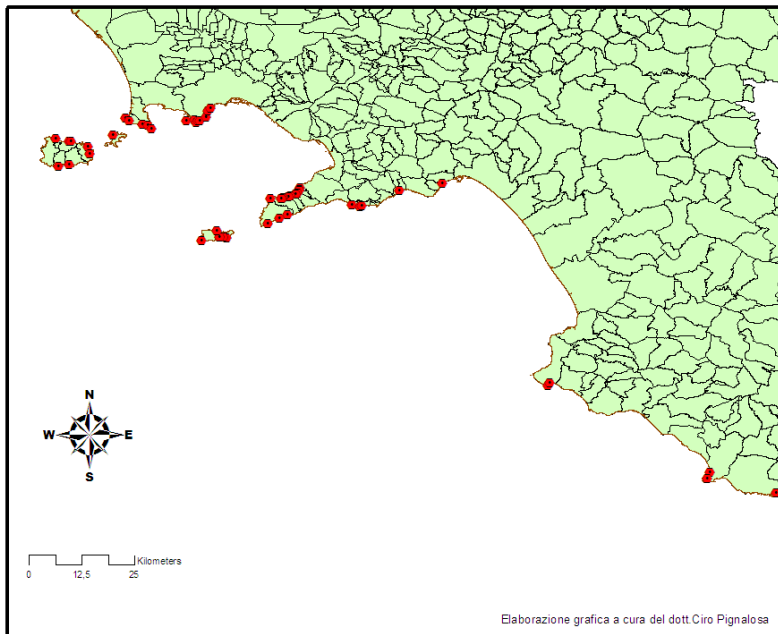 N
W E
S
Kilometers
0 12,5 25
Elaborazione grafica a cura del dott.Ciro Pignalosa